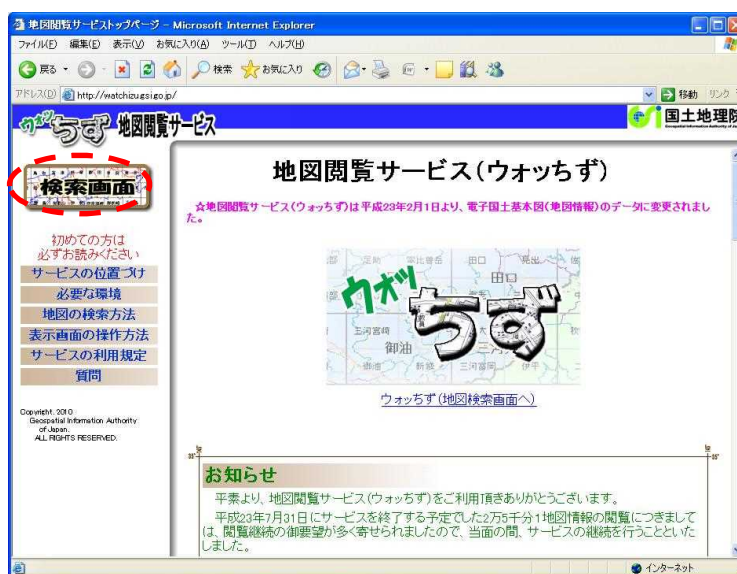 地図閲覧サービストップページ - Microsoft Internet Explorer
ファイル(F) 編集(E) 表示(V) お気に入り(A) ツール(T) ヘルプ(H)
戻る 検索 お気に入り
アドレス(D) http://watchizu.gsi.go.jp/ 移動 リンク
ウオッちず 地図閲覧サービス
国土地理院
検索画面
初めての方は
必ずお読みください
サービスの位置づけ
必要な環境
地図の検索方法
表示画面の操作方法
サービスの利用規定
質問
Copyright. 2010
Geospatial Information Authority
of Japan.
ALL RIGHTS RESERVED.
地図閲覧サービス(ウォッちず)
☆地図閲覧サービス(ウォッちず)は平成23年2月1日より、電子国土基本図(地図情報)のデータに変更されまし
た。
田口
田口
ウオッちず
三河宮崎
御油
三河富岡
ウォッちず(地図検索画面へ)
お知らせ
平素より、地図閲覧サービス(ウォッちず)をご利用頂きありがとうございます。
平成23年7月31日にサービスを終了する予定でした2万5千分1地図情報の閲覧につきまして
は、閲覧継続の御要望が多く寄せられましたので、当面の間、サービスの継続を行うことといた
しました。
インターネット